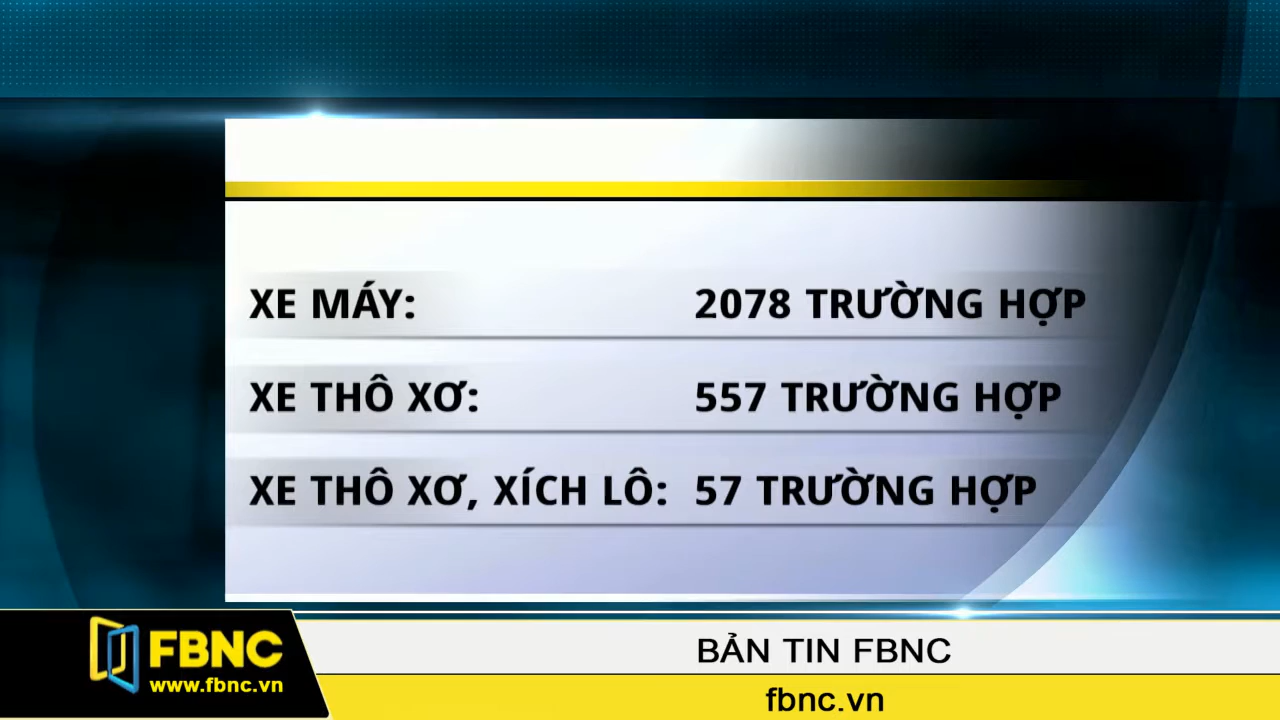 XE MÁY: 2078 TRƯỜNG HỢP
XE THÔ XƠ: 557 TRƯỜNG HỢP
XE THÔ XƠ, XÍCH LÔ: 57 TRƯỜNG HỢP
FBNC
www.fbnc.vn
BẢN TIN FBNC
fbnc.vn